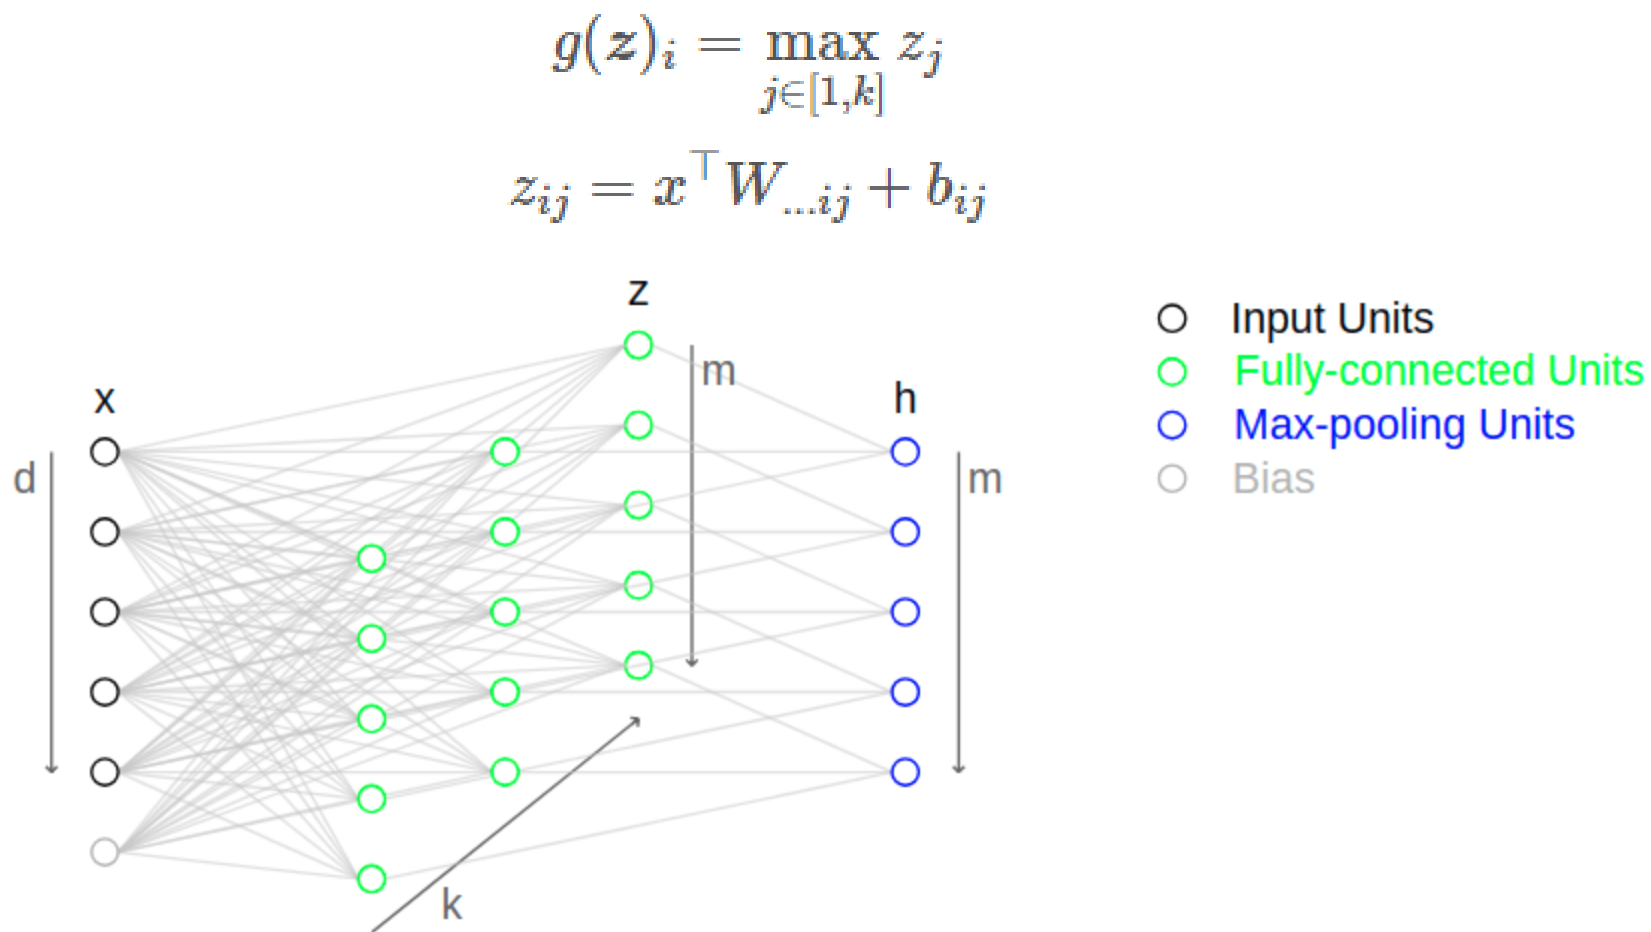 g(z)_i = max_{j∈[1,k]} z_j
z_{ij} = x^⊤ W_{...ij} + b_{ij}
z
m
x
h
d
m
k
Input Units
Fully-connected Units
Max-pooling Units
Bias